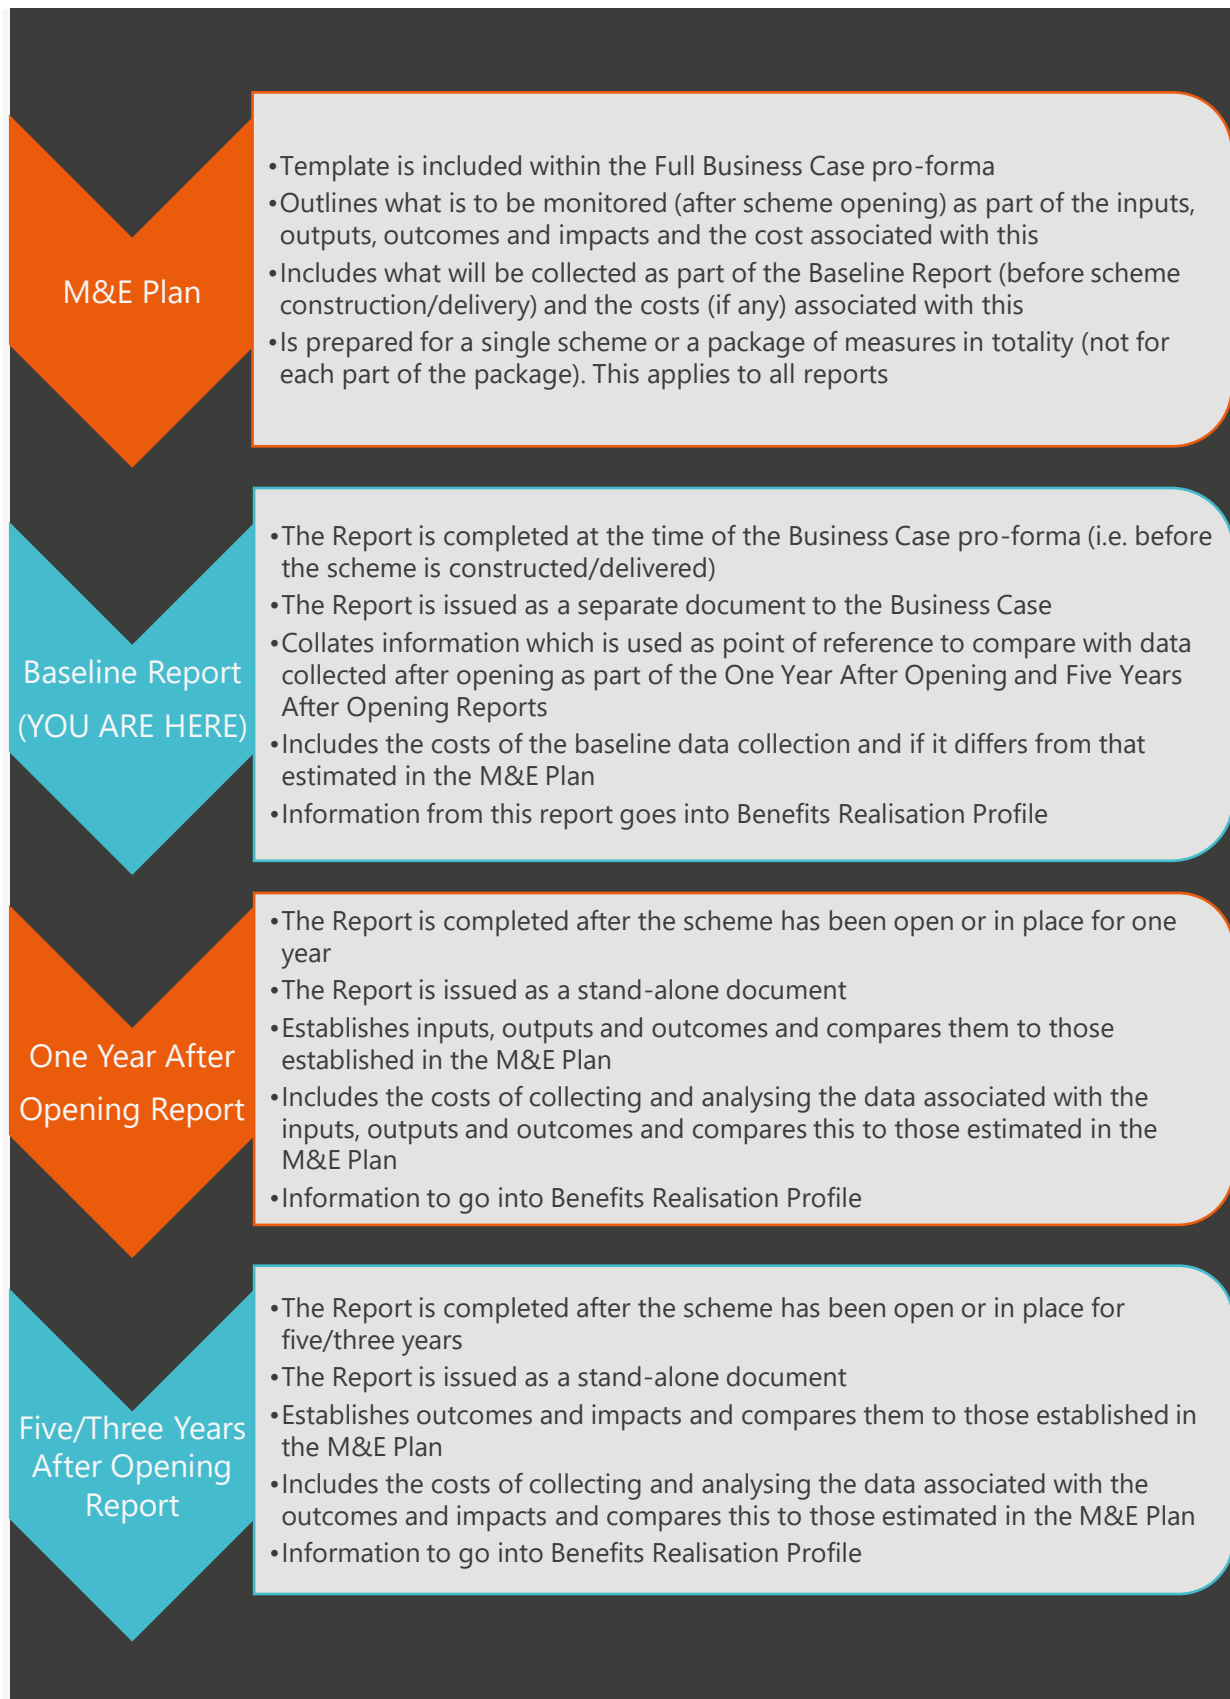 M&E Plan
•Template is included within the Full Business Case pro-forma
•Outlines what is to be monitored (after scheme opening) as part of the inputs,
outputs, outcomes and impacts and the cost associated with this
•Includes what will be collected as part of the Baseline Report (before scheme
construction/delivery) and the costs (if any) associated with this
•Is prepared for a single scheme or a package of measures in totality (not for
each part of the package). This applies to all reports
Baseline Report
(YOU ARE HERE)
•The Report is completed at the time of the Business Case pro-forma (i.e. before
the scheme is constructed/delivered)
•The Report is issued as a separate document to the Business Case
•Collates information which is used as point of reference to compare with data
collected after opening as part of the One Year After Opening and Five Years
After Opening Reports
•Includes the costs of the baseline data collection and if it differs from that
estimated in the M&E Plan
•Information from this report goes into Benefits Realisation Profile
One Year After
Opening Report
•The Report is completed after the scheme has been open or in place for one
year
•The Report is issued as a stand-alone document
•Establishes inputs, outputs and outcomes and compares them to those
established in the M&E Plan
•Includes the costs of collecting and analysing the data associated with the
inputs, outputs and outcomes and compares this to those estimated in the
M&E Plan
•Information to go into Benefits Realisation Profile
Five/Three Years
After Opening
Report
•The Report is completed after the scheme has been open or in place for
five/three years
•The Report is issued as a stand-alone document
•Establishes outcomes and impacts and compares them to those established in
the M&E Plan
•Includes the costs of collecting and analysing the data associated with the
outcomes and impacts and compares this to those estimated in the M&E Plan
•Information to go into Benefits Realisation Profile